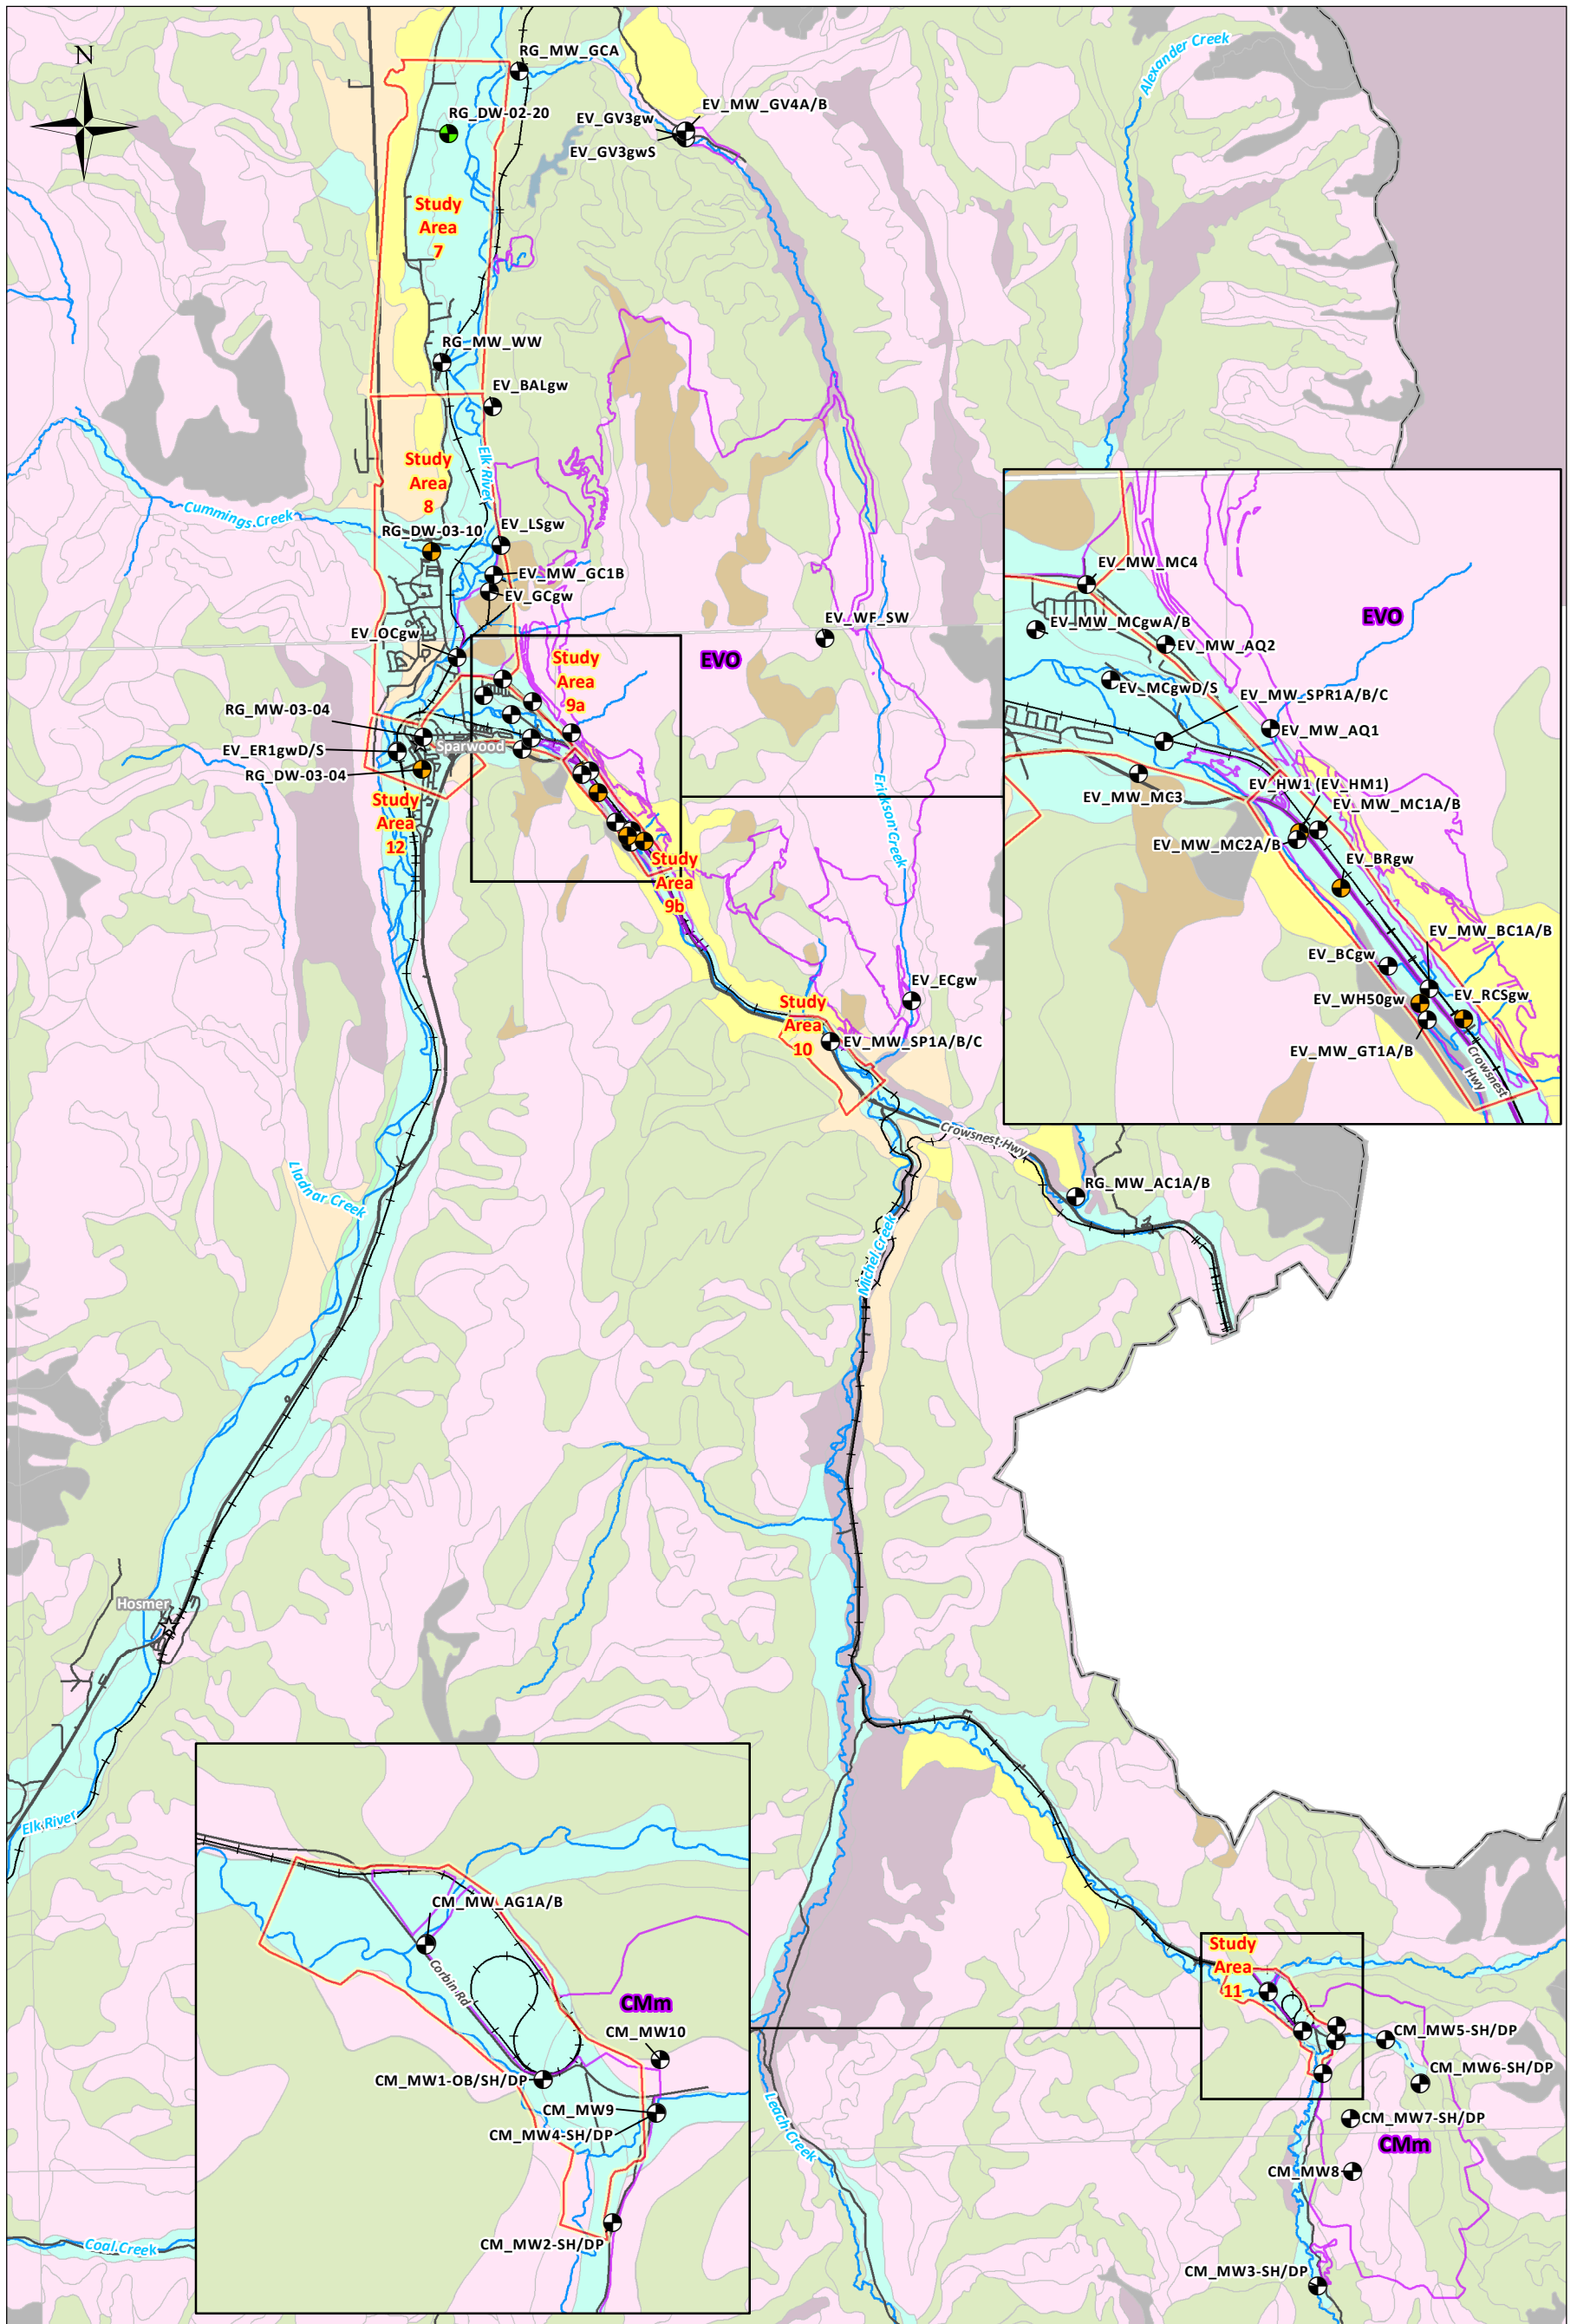 N
RG_MW_GCA
Alexander Creek
EV_MW_GV4A/B
RG_DW-02-20
EV_GV3gw
EV_GV3gwS
Study
Area
7
RG_MW_WW
EV_BALgw
Elk River
Study
Area
8
Cummings Creek
RG_DW-03-10
EV_LSgw
EV_MW_GC1B
EV_GCgw
EV_WF_SW
EV_OCgw
EVO
Study
Area
9a
RG_MW-03-04
Sparwood
EV_ER1gwD/S
RG_DW-03-04
Study
Area
12
Erickson Creek
Study
Area
9b
EV_MW_MC4
EVO
EV_MW_MCgwA/B
EV_MW_AQ2
EV_MCgwD/S
EV_MW_SPR1A/B/C
EV_MW_AQ1
EV_HW1 (EV_HM1)
EV_MW_MC3
EV_MW_MC1A/B
EV_MW_MC2A/B
EV_BRgw
EV_MW_BC1A/B
EV_BCgw
EV_RCSgw
EV_WH50gw
EV_MW_GT1A/B
Crowsnest
Hwy
EV_ECgw
Study
Area
10
EV_MW_SP1A/B/C
Crowsnest Hwy
Lladnar Creek
RG_MW_AC1A/B
Michel Creek
Hosmer
Elk River
CM_MW_AG1A/B
Corbin Rd
CMm
CM_MW10
CM_MW1-OB/SH/DP
CM_MW9
CM_MW4-SH/DP
CM_MW2-SH/DP
Study
Area
11
CM_MW5-SH/DP
CM_MW6-SH/DP
CM_MW7-SH/DP
CMm
CM_MW8
Leach Creek
Coal Creek
CM_MW3-SH/DP